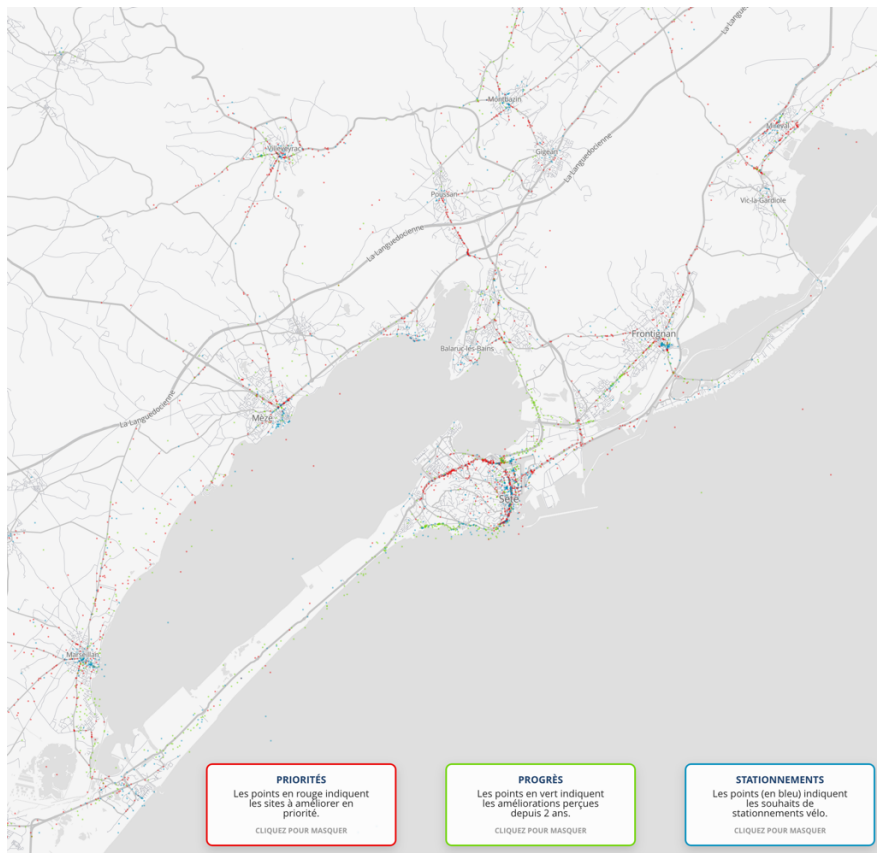 La Languedocienne
Montbazin
Mireval
Villeveyrac
Gigean
La Languedocienne
Poussan
Vic-la-Gardiole
La Languedocienne
Frontignan
Balaruc-les-Bains
La Languedocienne
Mèze
Sète
Marseillan
PRIORITÉS
Les points en rouge indiquent
les sites à améliorer en
priorité.
CLIQUEZ POUR MASQUER
PROGRÈS
Les points en vert indiquent
les améliorations perçues
depuis 2 ans.
CLIQUEZ POUR MASQUER
STATIONNEMENTS
Les points (en bleu) indiquent
les souhaits de
stationnements vélo.
CLIQUEZ POUR MASQUER